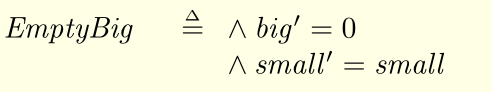 EmptyBig ≜ ∧ big′ = 0
∧ small′ = small